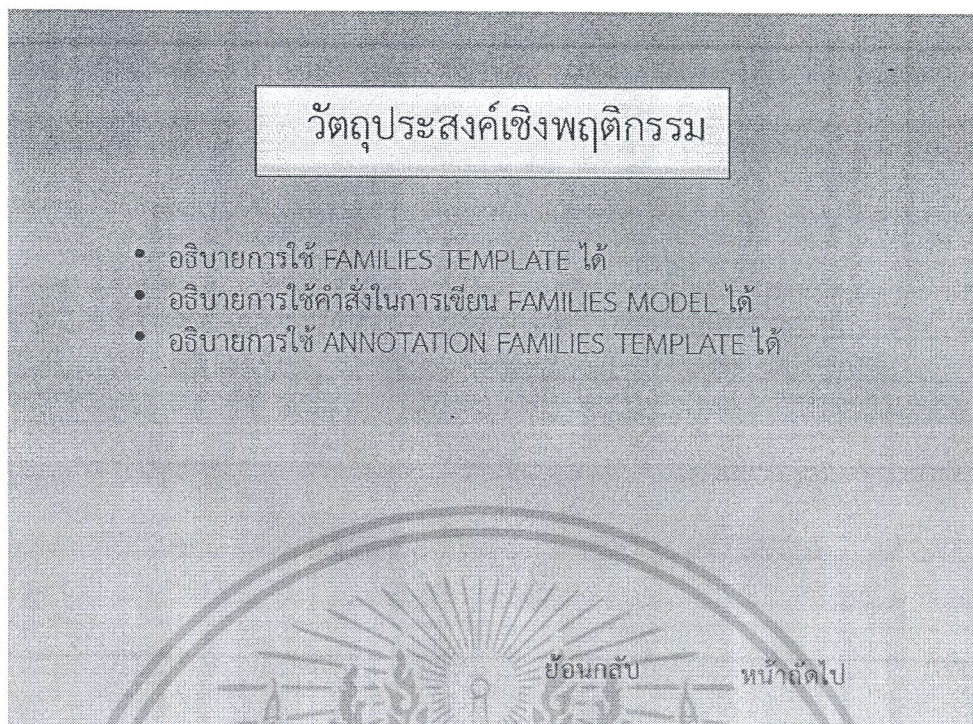 วัตถุประสงค์เชิงพฤติกรรม
• อธิบายการใช้ FAMILIES TEMPLATE ได้
• อธิบายการใช้คำสั่งในการเขียน FAMILIES MODEL ได้
• อธิบายการใช้ ANNOTATION FAMILIES TEMPLATE ได้
ย้อนกลับ หน้าถัดไป